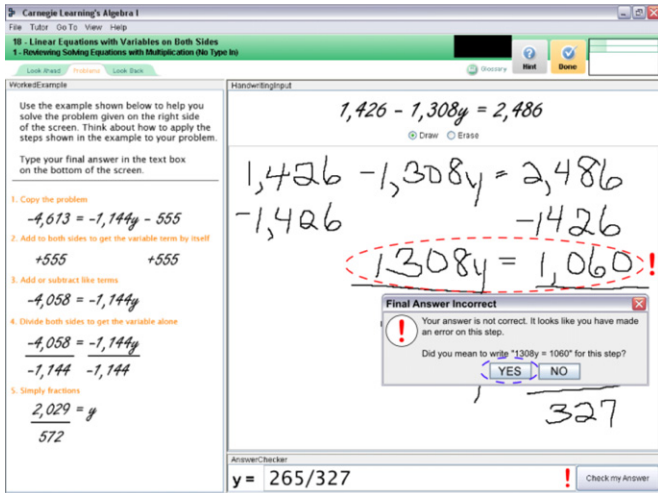 Carnegie Learning's Algebra I
File Tutor Go To View Help
18 - Linear Equations with Variables on Both Sides
1 - Reviewing Solving Equations with Multiplication (No Type In)
Look Ahead Problems Look Back
Glossary Hint Done
WorkedExample
Use the example shown below to help you
solve the problem given on the right side
of the screen. Think about how to apply the
steps shown in the example to your problem.
Type your final answer in the text box
on the bottom of the screen.
1. Copy the problem
-4,613 = -1,144y - 555
2. Add to both sides to get the variable term by itself
+555 +555
3. Add or subtract like terms
-4,058 = -1,144y
4. Divide both sides to get the variable alone
-4,058 = -1,144y
-1,144 -1,144
5. Simply fractions
2,029 = y
572
HandwritingInput
1,426 - 1,308y = 2,486
Draw Erase
1,426 -1,308y = 2,486
-1,426 -1426
1308y = 1,060 !
Final Answer Incorrect
Your answer is not correct. It looks like you have made
an error on this step.
Did you mean to write "1308y = 1060" for this step?
YES NO
327
AnswerChecker
y = 265/327 ! Check my Answer